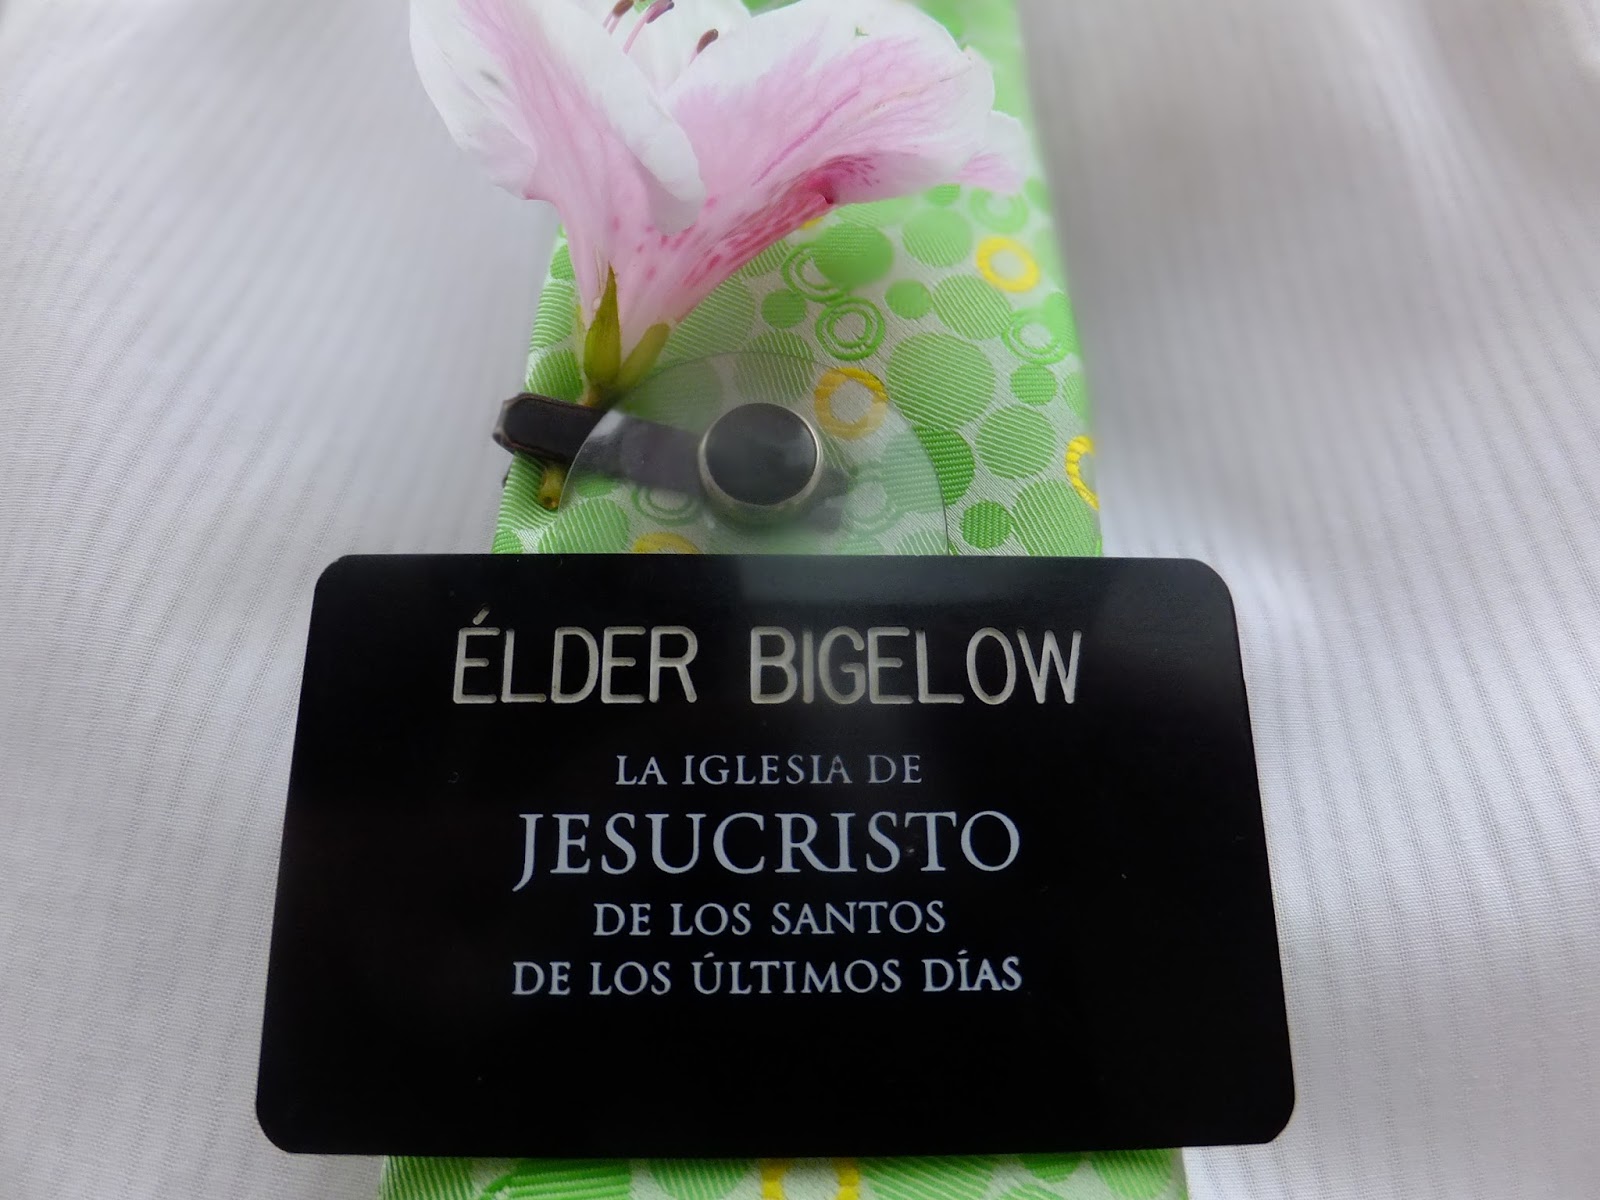 ÉLDER BIGELOW
LA IGLESIA DE
JESUCRISTO
DE LOS SANTOS
DE LOS ÚLTIMOS DÍAS